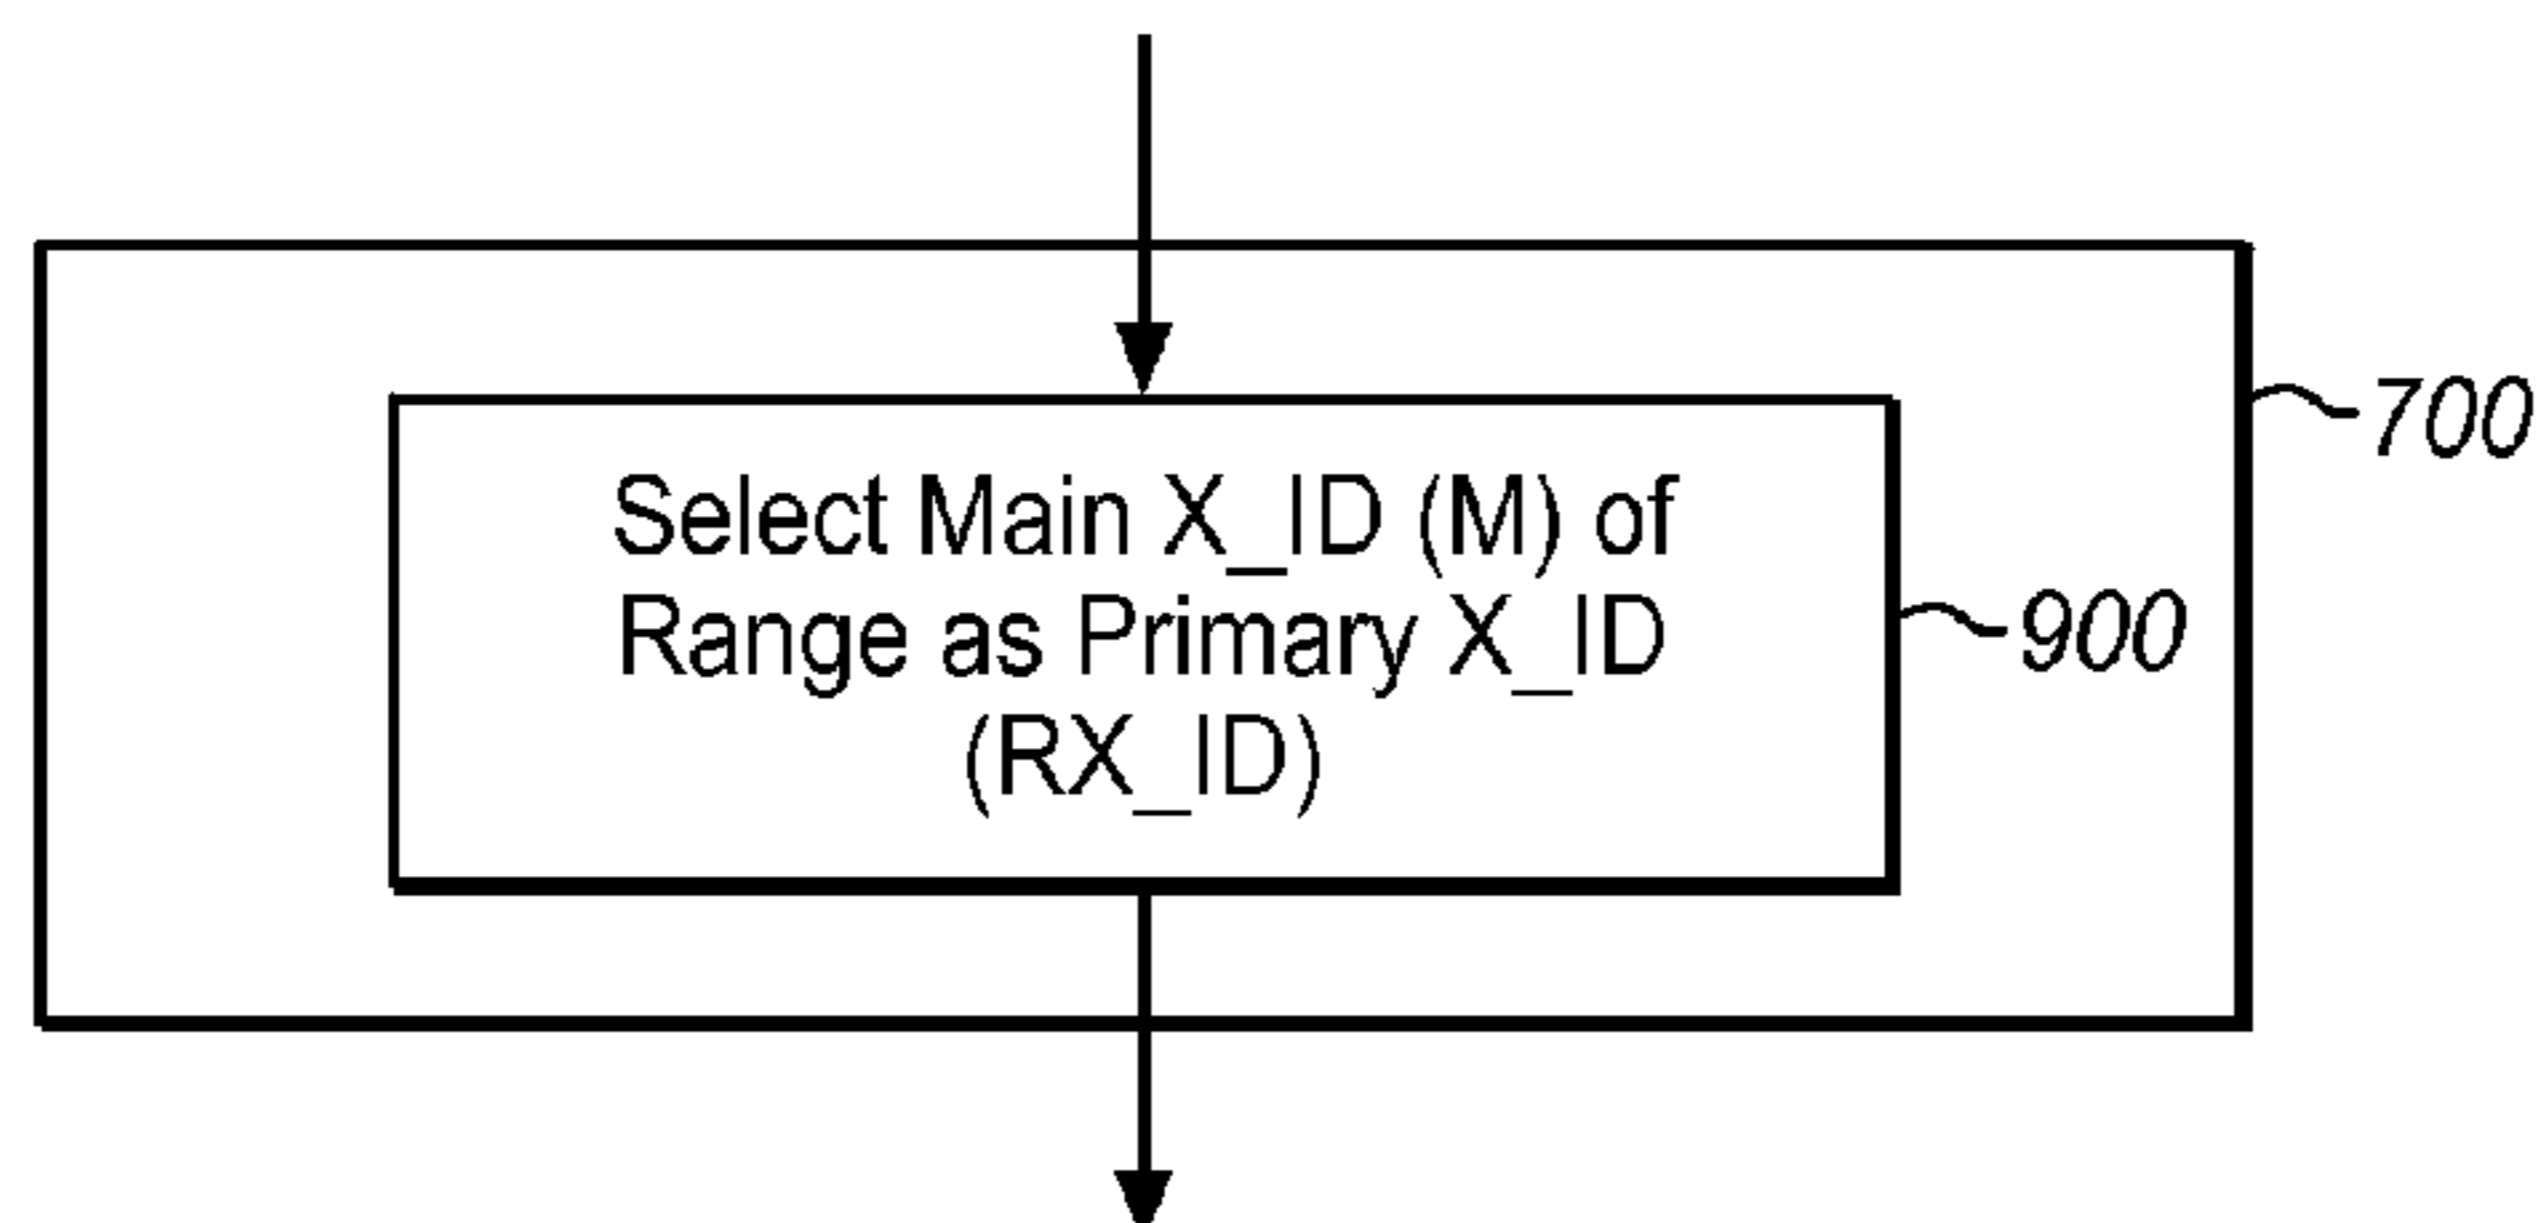 700
Select Main X_ID (M) of
Range as Primary X_ID
(RX_ID)
900